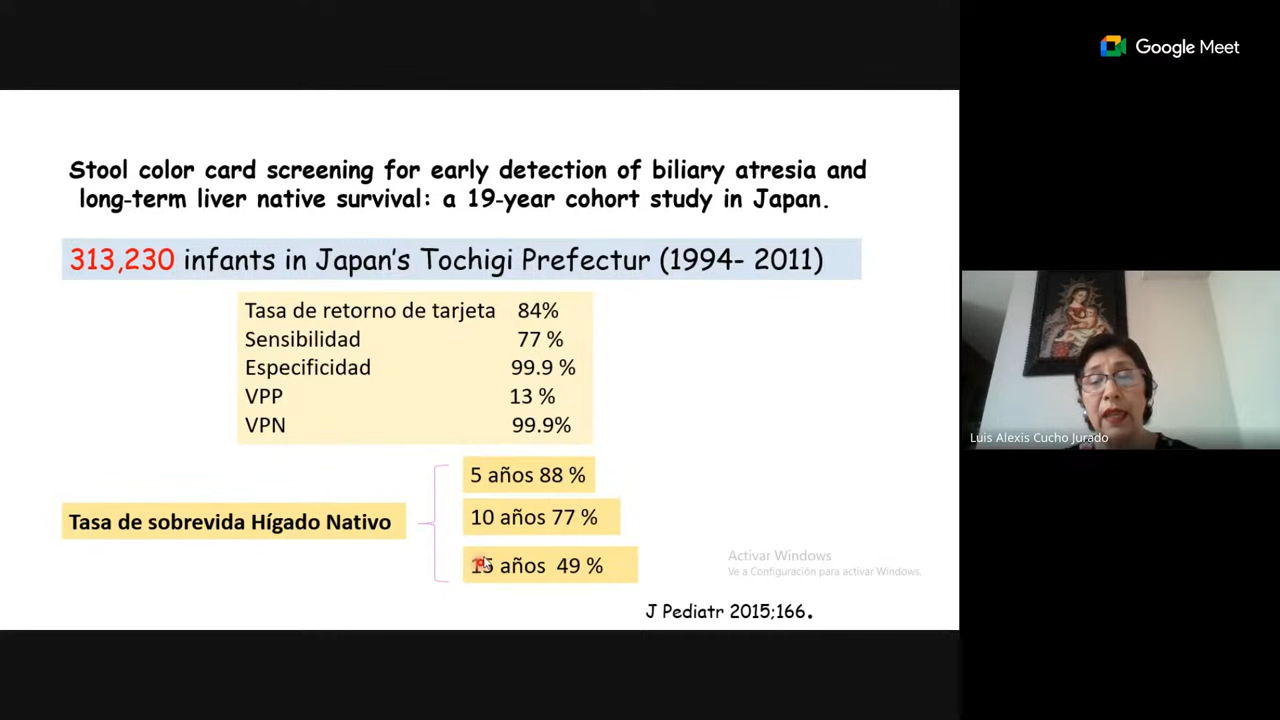 Google Meet
Stool color card screening for early detection of biliary atresia and
long-term liver native survival: a 19-year cohort study in Japan.
313,230 infants in Japan's Tochigi Prefectur (1994- 2011)
Tasa de retorno de tarjeta 84%
Sensibilidad 77 %
Especificidad 99.9 %
VPP 13 %
VPN 99.9%
5 años 88 %
Tasa de sobrevida Hígado Nativo
10 años 77 %
15 años 49 %
Activar Windows
Ve a Configuración para activar Windows.
J Pediatr 2015;166.
Luis Alexis Cucho Jurado